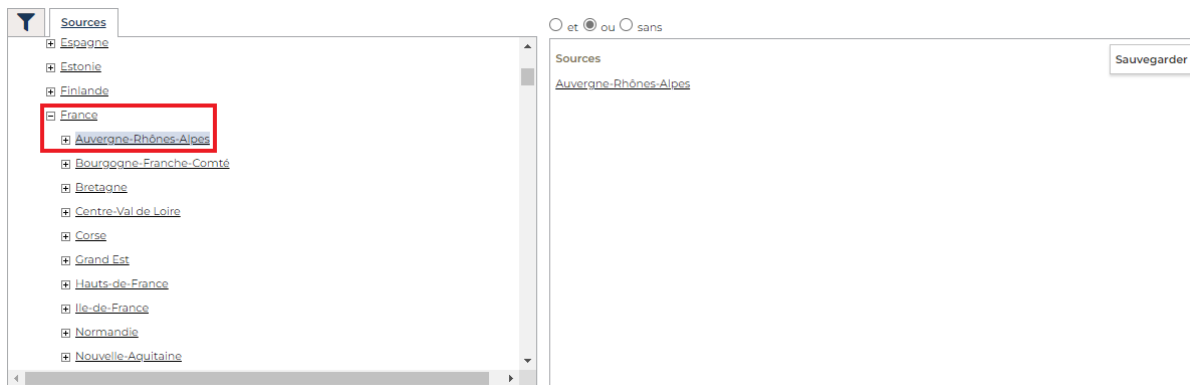 Sources
Espagne
Estonie
Finlande
France
Auvergne-Rhônes-Alpes
Bourgogne-Franche-Comté
Bretagne
Centre-Val de Loire
Corse
Grand Est
Hauts-de-France
Ile-de-France
Normandie
Nouvelle-Aquitaine
et ou sans
Sources
Sauvegarder
Auvergne-Rhônes-Alpes